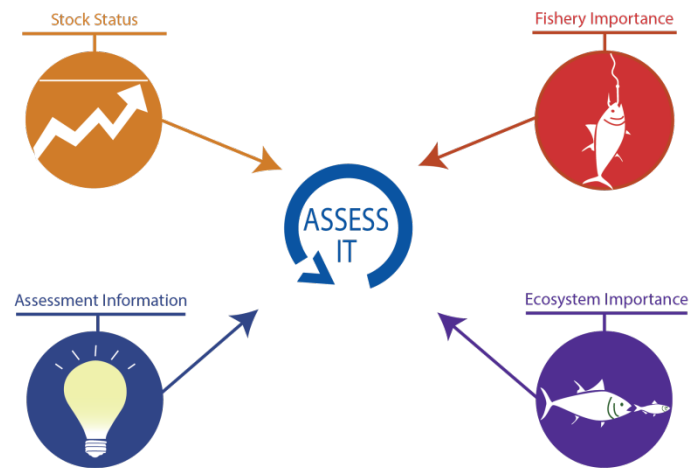 Stock Status
Fishery Importance
ASSESS
IT
Assessment Information
Ecosystem Importance